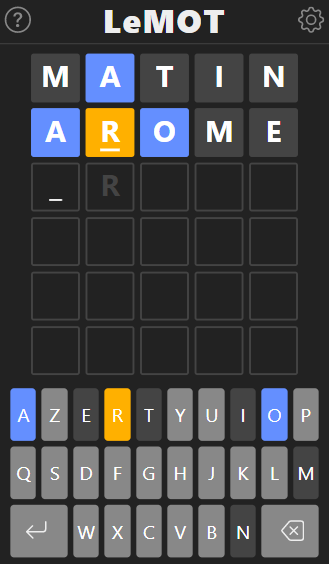 ? LeMOT
M A T I N
A R O M E
_ R
A Z E R T Y U I O P
Q S D F G H J K L M
W X C V B N